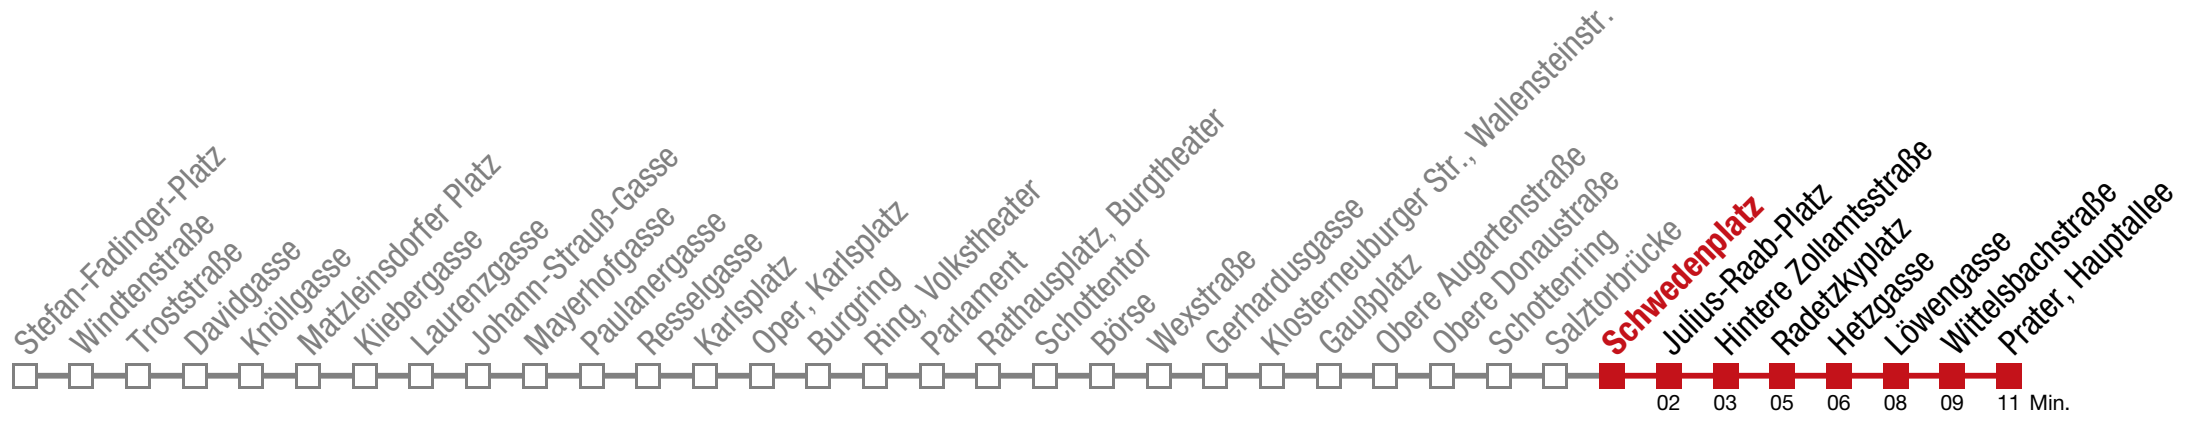 Stefan-Fadinger-Platz
Windtenstraße
Troststraße
Davidgasse
Knöllgasse
Matzleinsdorfer Platz
Kliebergasse
Laurenzgasse
Johann-Strauß-Gasse
Mayerhofgasse
Paulanergasse
Resselgasse
Karlsplatz
Oper, Karlsplatz
Burgring
Ring, Volkstheater
Parlament
Rathausplatz, Burgtheater
Schottentor
Börse
Wexstraße
Gerhardusgasse
Klosterneuburger Str., Wallensteinstr.
Gaußplatz
Obere Augartenstraße
Obere Donaustraße
Schottenring
Salztorbrücke
Schwedenplatz
Julius-Raab-Platz
Hintere Zollamtsstraße
Radetzkyplatz
Hetzgasse
Löwengasse
Wittelsbachstraße
Prater, Hauptallee
02 03 05 06 08 09 11 Min.